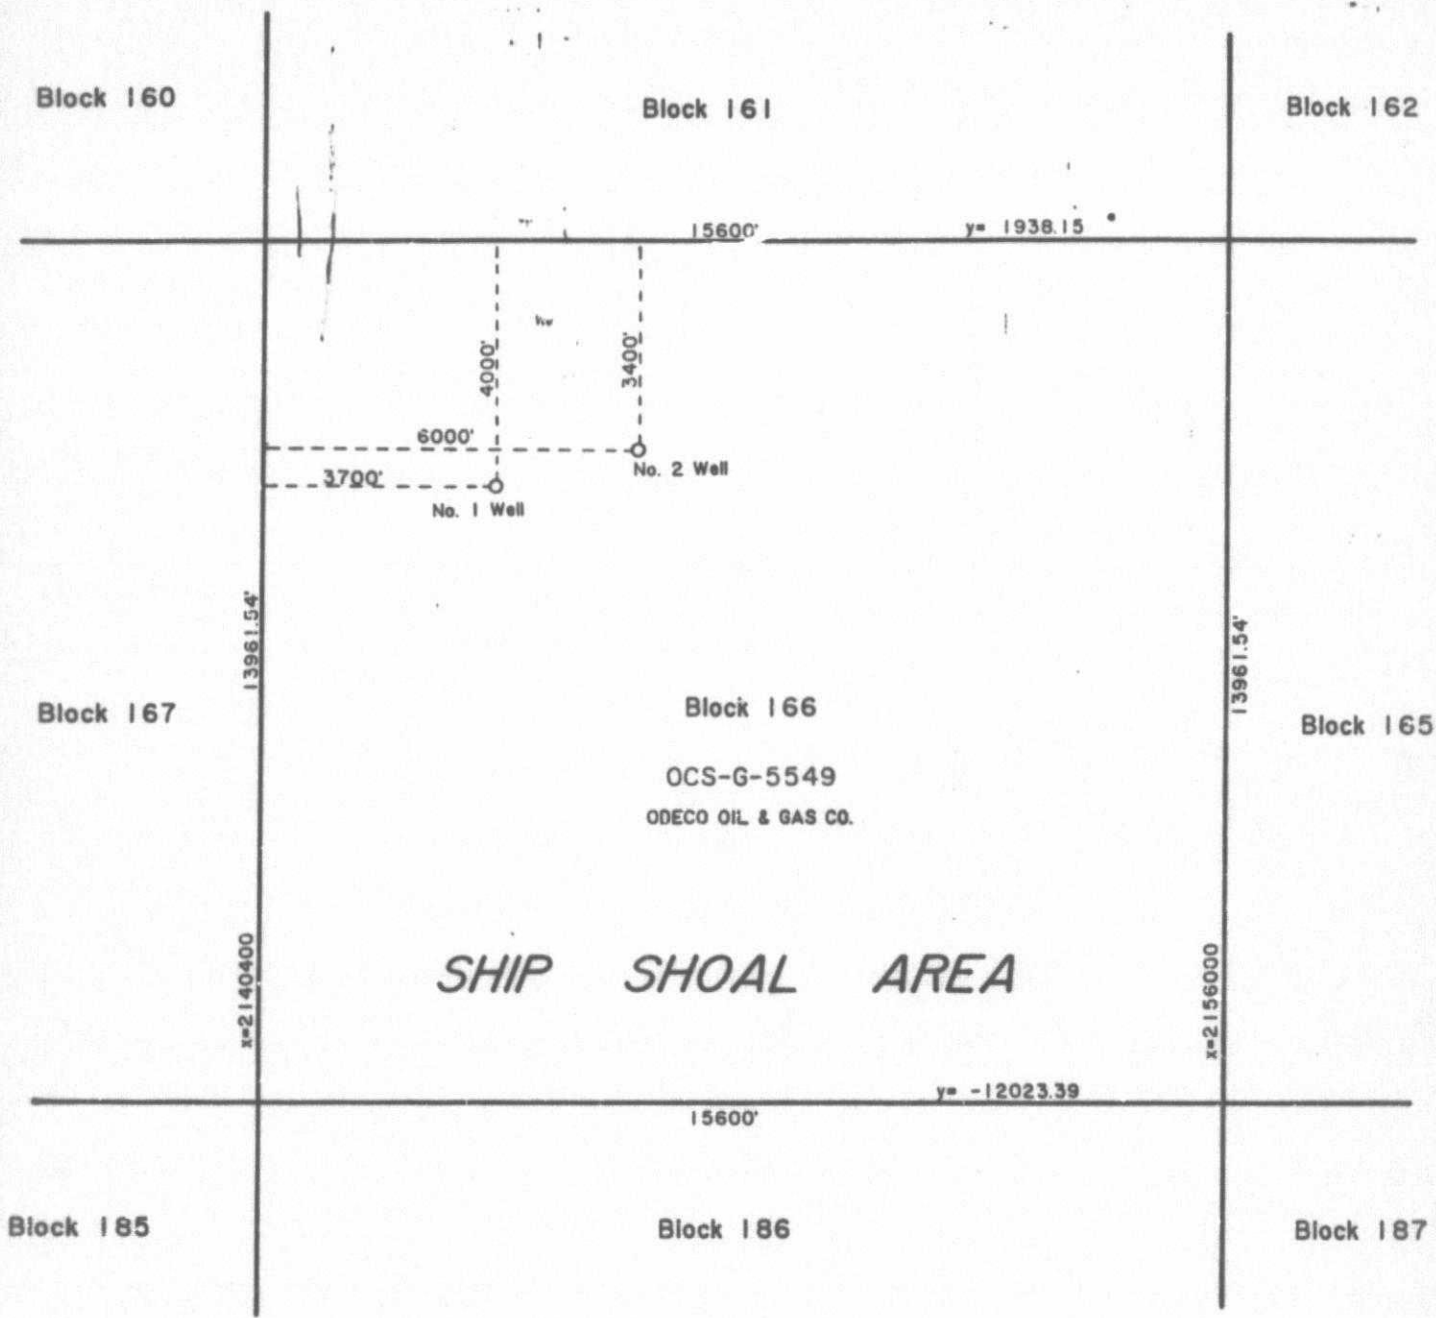 Block 160
Block 161
Block 162
15600'
y= 1938.15
4000'
3400'
6000'
No. 2 Well
3700'
No. 1 Well
13961.54'
13961.54'
Block 167
Block 166
Block 165
OCS-G-5549
ODECO OIL & GAS CO.
SHIP SHOAL AREA
x=2140400
x=2156000
y= -12023.39
15600'
Block 185
Block 186
Block 187